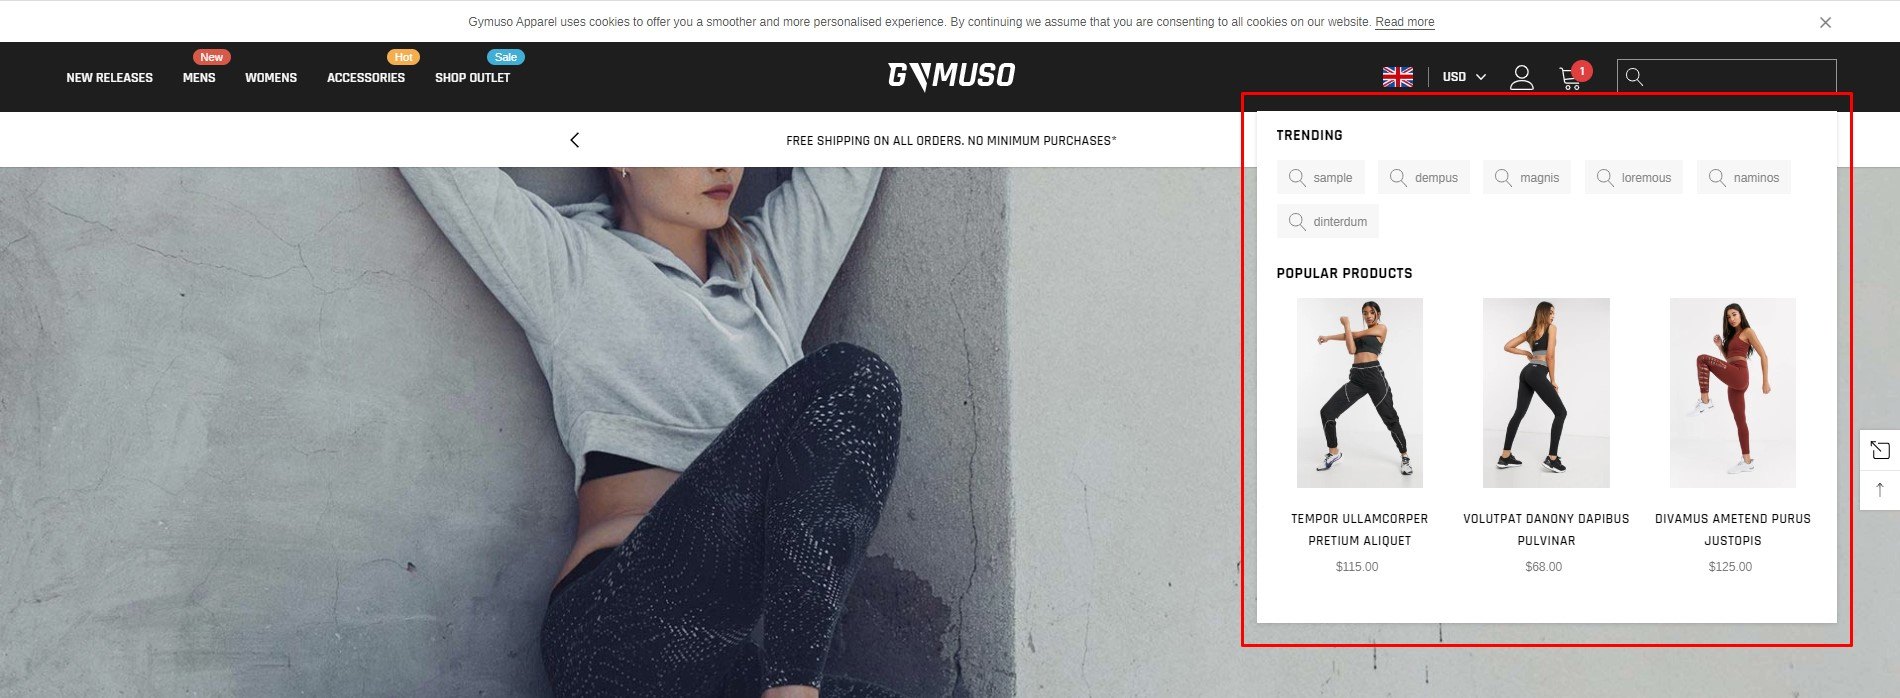 Gymuso Apparel uses cookies to offer you a smoother and more personalised experience. By continuing we assume that you are consenting to all cookies on our website. Read more
New Hot Sale
NEW RELEASES MENS WOMENS ACCESSORIES SHOP OUTLET
GYMUSO
USD
1
FREE SHIPPING ON ALL ORDERS. NO MINIMUM PURCHASES*
TRENDING
sample dempus magnis loremous naminos
dinterdum
POPULAR PRODUCTS
TEMPOR ULLAMCORPER
PRETIUM ALIQUET
$115.00
VOLUTPAT DANONY DAPIBUS
PULVINAR
$68.00
DIVAMUS AMETEND PURUS
JUSTOPIS
$125.00